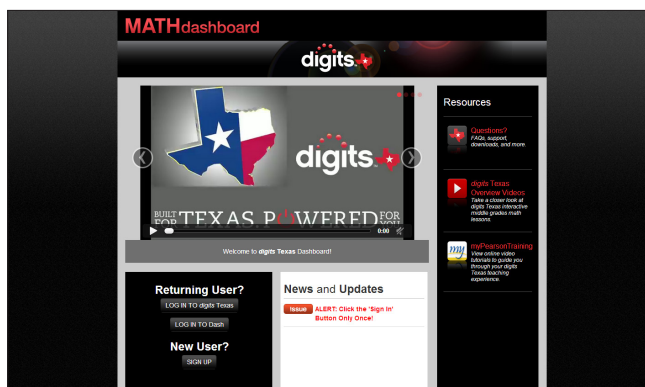 MATHdashboard
digits.
digits
BUILT FOR TEXAS. POWERED FOR YOU
0:00
Welcome to digits Texas Dashboard!
Resources
Questions?
FAQs, support,
downloads, and more.
digits Texas
Overview Videos
Take a closer look at
digits Texas interactive
middle grades math
lessons.
my
myPearsonTraining
View online video
tutorials to guide you
through your digits
Texas teaching
experience.
Returning User?
LOG IN TO digits Texas
LOG IN TO Dash
New User?
SIGN UP
News and Updates
Issue
ALERT: Click the 'Sign In'
Button Only Once!